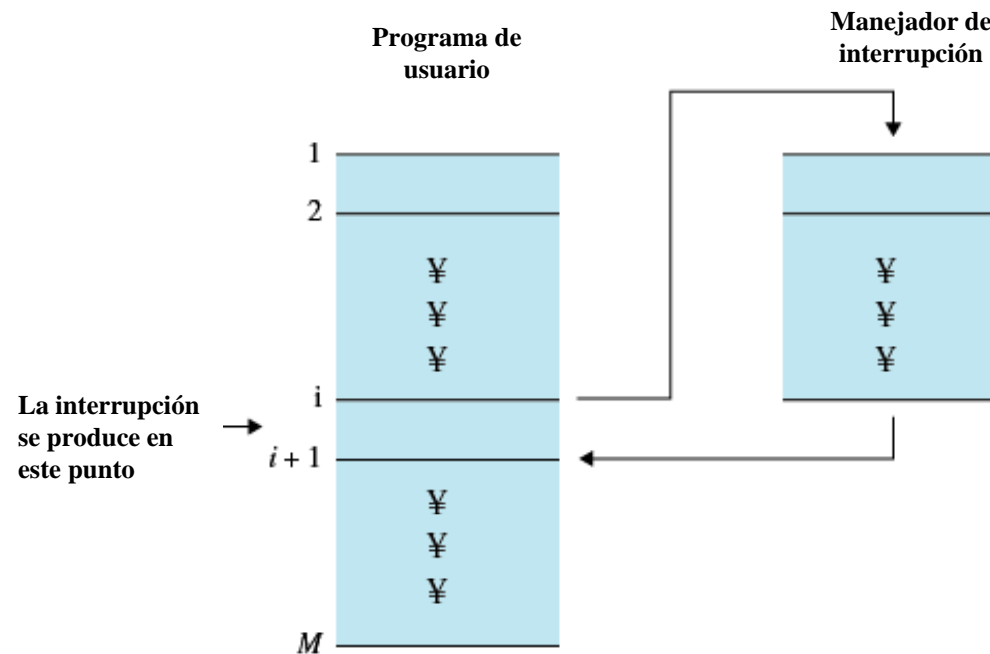 Programa de
usuario
Manejador de
interrupción
1
2
¥
¥
¥
i
La interrupción
se produce en
este punto
i + 1
¥
¥
¥
M
¥
¥
¥